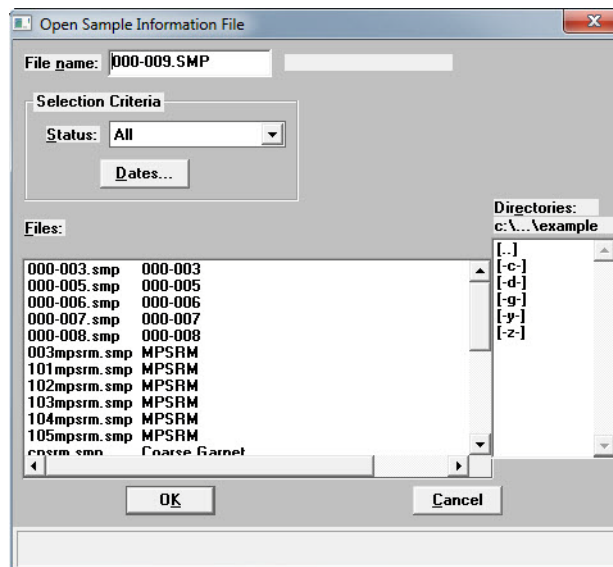 Open Sample Information File
File name: 000-009.SMP
Selection Criteria
Status: All
Dates...
Directories:
Files:
c:\...\example
000-003.smp 000-003
000-005.smp 000-005
000-006.smp 000-006
000-007.smp 000-007
000-008.smp 000-008
003mpsrm.smp MPSRM
101mpsrm.smp MPSRM
102mpsrm.smp MPSRM
103mpsrm.smp MPSRM
104mpsrm.smp MPSRM
105mpsrm.smp MPSRM
cpsrm.smp Coarse Garnet
[..]
[-c-]
[-d-]
[-g-]
[-y-]
[-z-]
OK
Cancel